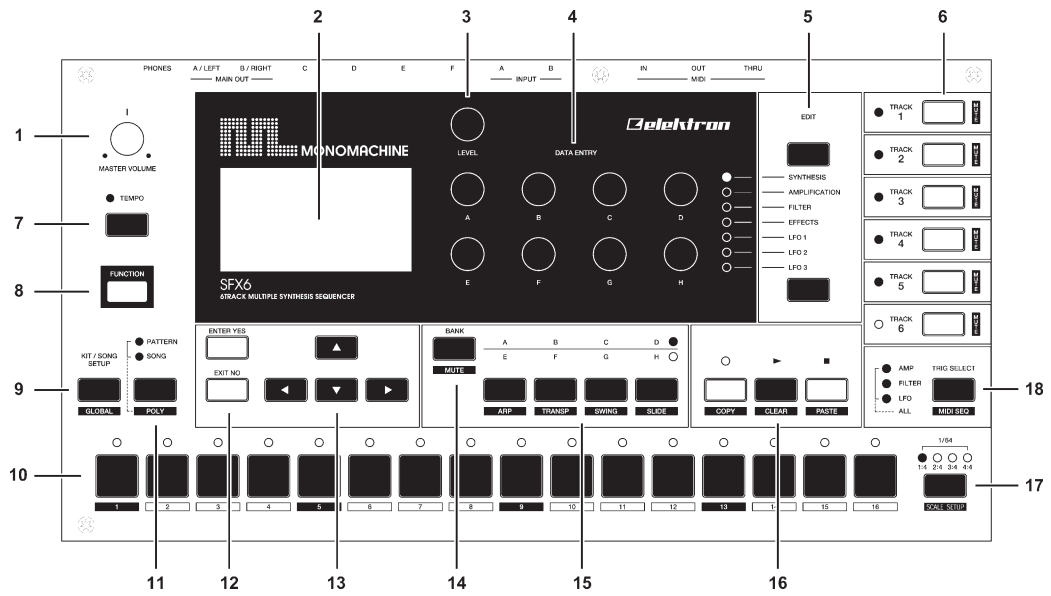 2 3 4 5 6
PHONES A / LEFT B / RIGHT C D E F A B IN OUT THRU
MAIN OUT INPUT MIDI
1
MASTER VOLUME
TEMPO
7
8
FUNCTION
PATTERN
SONG
KIT / SONG
SETUP
9
GLOBAL POLY
MONOMACHINE
SFX6
6TRACK MULTIPLE SYNTHESIS SEQUENCER
LEVEL
DATA ENTRY
elektron
A B C D
E F G H
EDIT
SYNTHESIS
AMPLIFICATION
FILTER
EFFECTS
LFO 1
LFO 2
LFO 3
TRACK
1
MUTE
TRACK
2
MUTE
TRACK
3
MUTE
TRACK
4
MUTE
TRACK
5
MUTE
TRACK
6
MUTE
ENTER YES
EXIT NO
BANK
MUTE
A B C D
E F G H
ARP TRANSP SWING SLIDE
COPY CLEAR PASTE
AMP
FILTER
LFO
ALL
TRIG SELECT
MIDI SEQ
18
10
1 2 3 4 5 6 7 8 9 10 11 12 13 14 15 16
1/64
1:4 2:4 3:4 4:4
SCALE SETUP
17
11 12 13 14 15 16